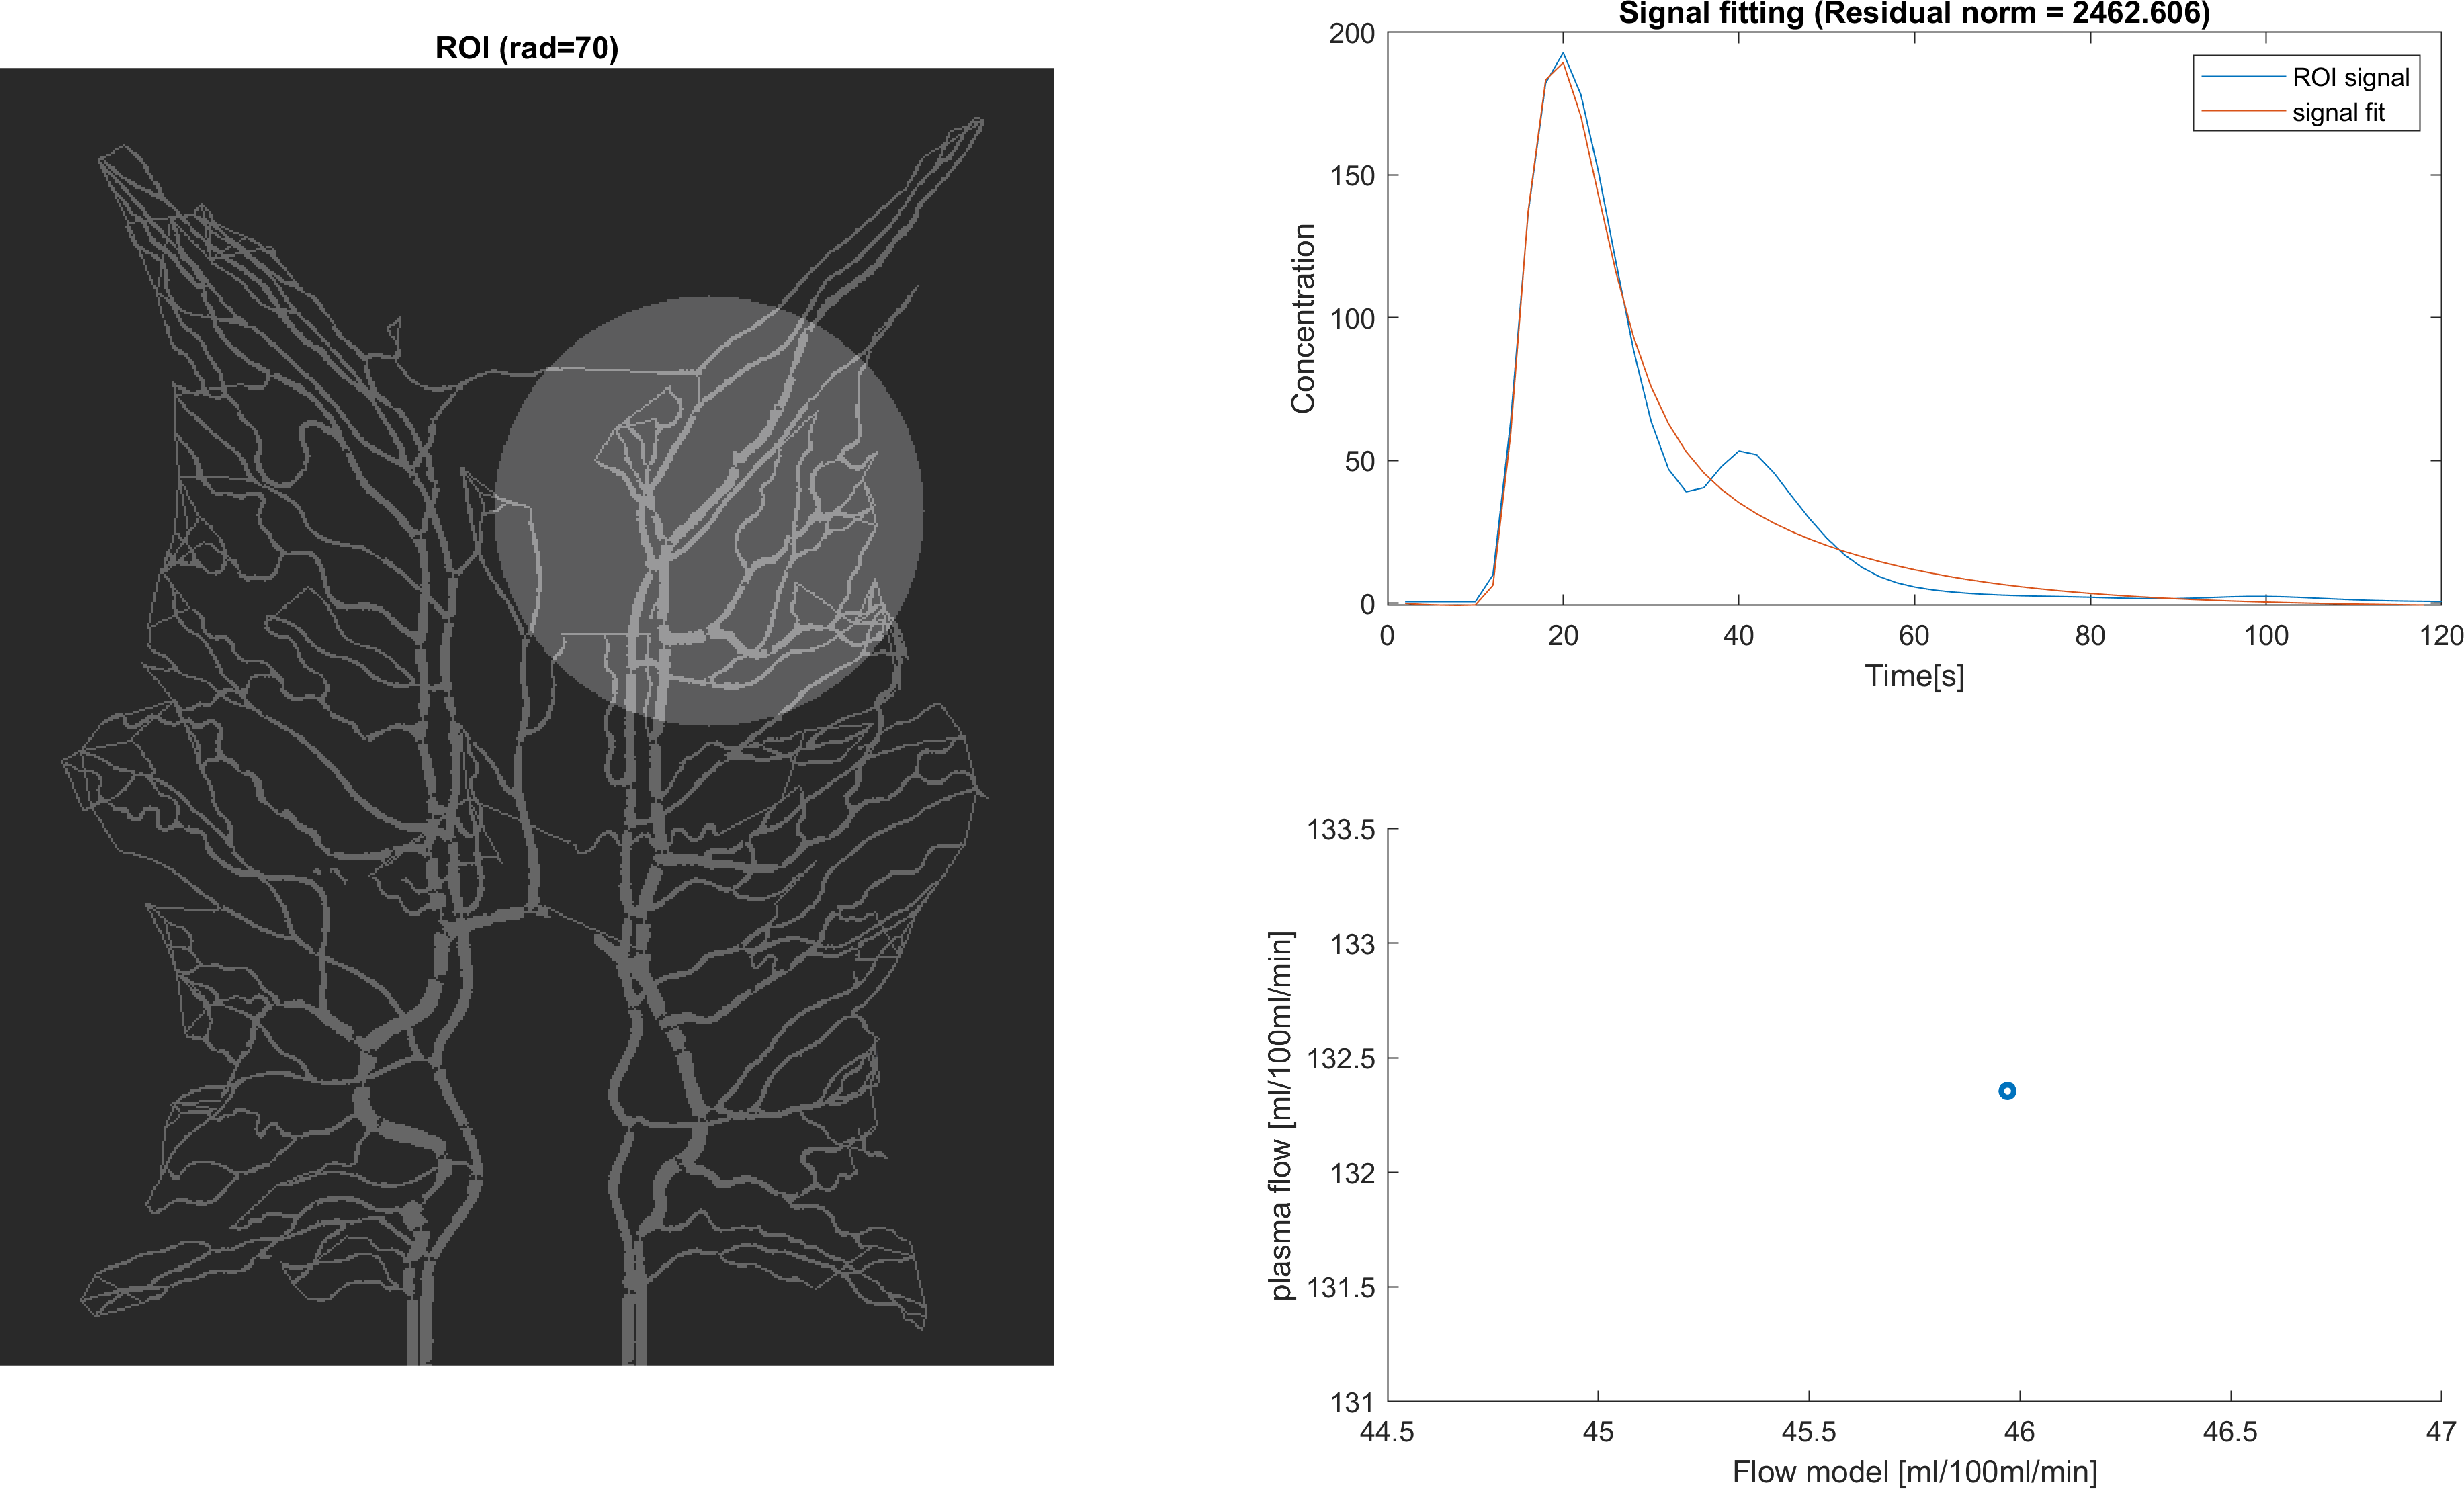 ROI (rad=70)
Signal fitting (Residual norm = 2462.606)
200
150
100
50
0
Concentration
ROI signal
signal fit
0 20 40 60 80 100 120
Time[s]
133.5
133
132.5
132
131.5
131
plasma flow [ml/100ml/min]
44.5 45 45.5 46 46.5 47
Flow model [ml/100ml/min]